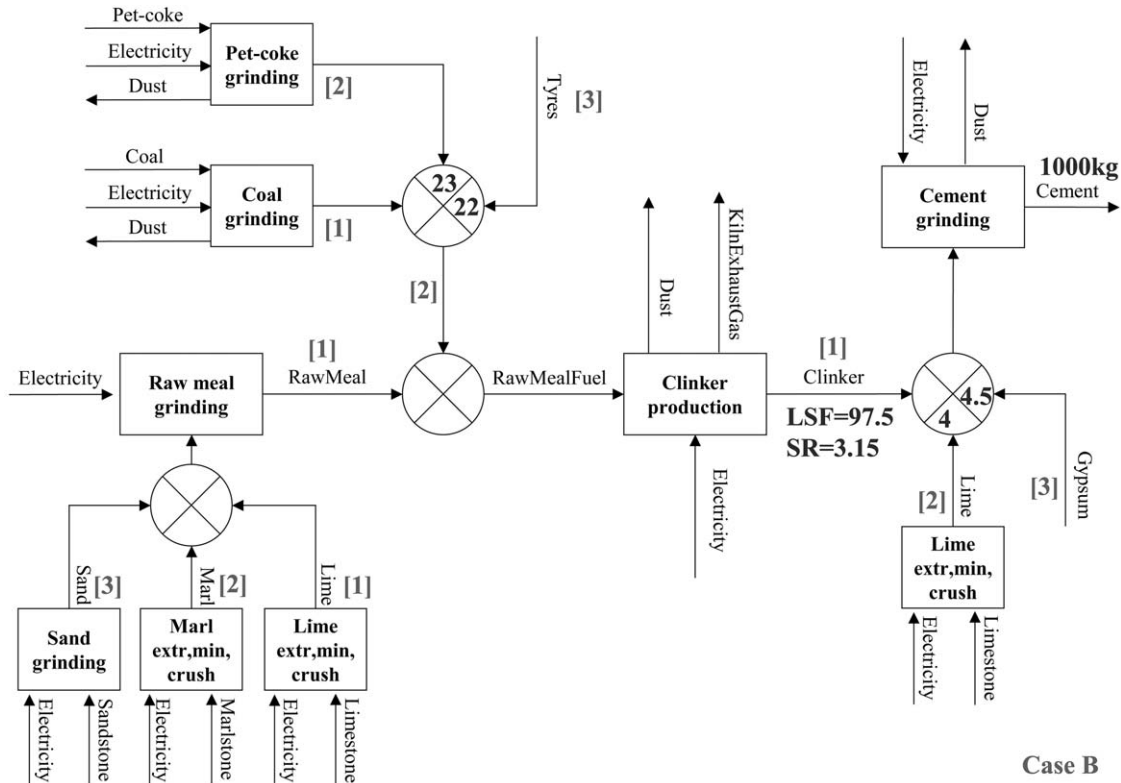 Pet-coke
Electricity
Dust
Pet-coke
grinding
[2]
Tyres
[3]
Coal
Electricity
Dust
Coal
grinding
[1]
23
22
[2]
Electricity
Dust
1000kg
Cement
Cement
grinding
Dust
KilnExhaustGas
Electricity
Raw meal
grinding
[1]
RawMeal
RawMealFuel
Clinker
production
[1]
Clinker
LSF=97.5
SR=3.15
4.5
4
Electricity
[2]
Lime
[3]
Gypsum
Sand
[3]
Marl
[2]
Lime
[1]
Lime
extr,min,
crush
Sand
grinding
Marl
extr,min,
crush
Lime
extr,min,
crush
Electricity
Limestone
Electricity
Sandstone
Electricity
Marlstone
Electricity
Limestone
Case B